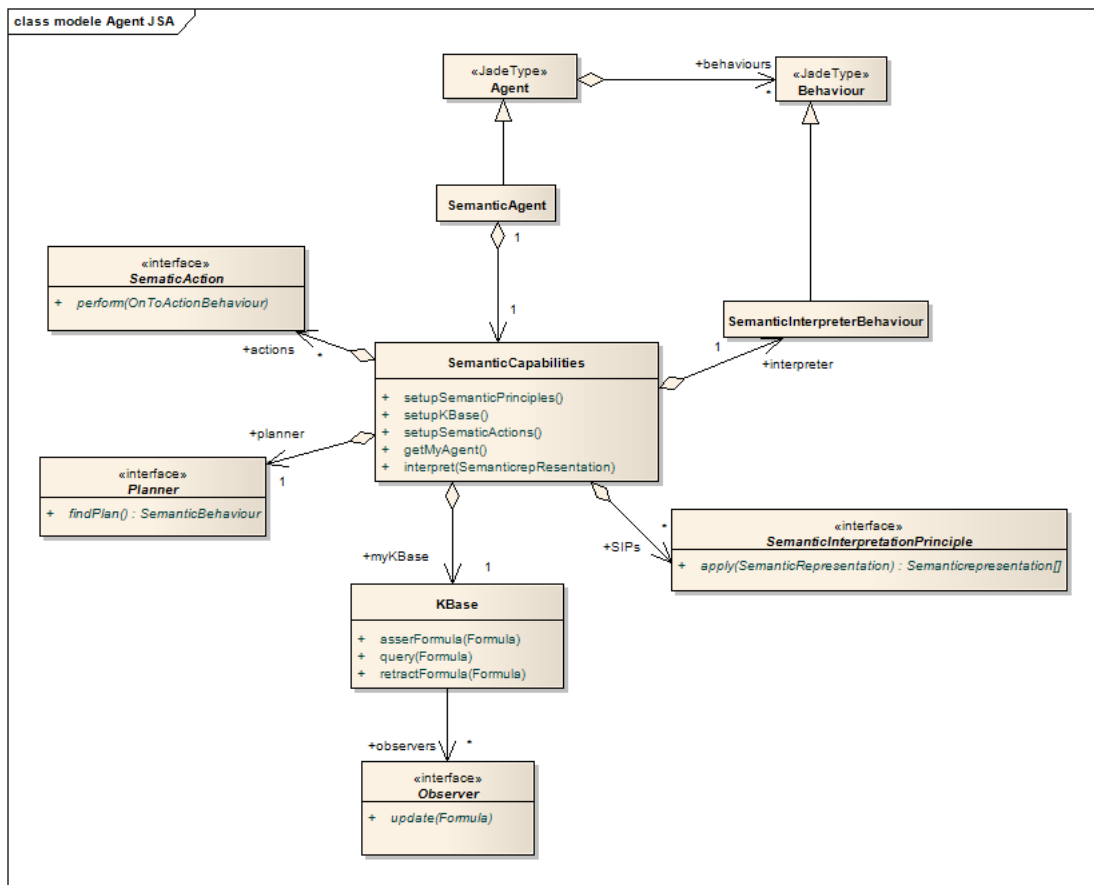 class modele Agent JSA
«JadeType»
Agent
+behaviours
*
«JadeType»
Behaviour
SemanticAgent
1
1
«interface»
SematicAction
+ perform(OnToActionBehaviour)
+actions
*
SemanticInterpreterBehaviour
1
+interpreter
SemanticCapabilities
+ setupSemanticPrinciples()
+ setupKBase()
+ setupSematicActions()
+ getMyAgent()
+ interpret(SemanticrepResentation)
+planner
1
«interface»
Planner
+ findPlan() : SemanticBehaviour
+SIPs
*
«interface»
SemanticInterpretationPrinciple
+ apply(SemanticRepresentation) : Semanticrepresentation[]
+myKBase
1
KBase
+ asserFormula(Formula)
+ query(Formula)
+ retractFormula(Formula)
+observers
*
«interface»
Observer
+ update(Formula)